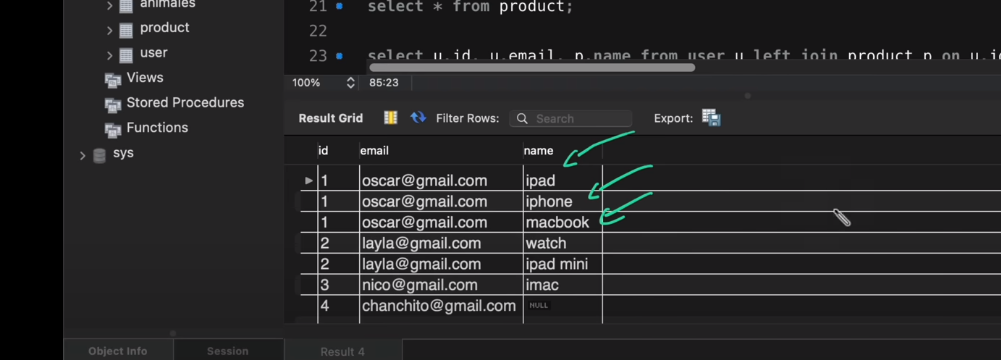 animales
21 select * from product;
product
22
user
23 select u.id, u.email, p.name from user u left join product p on u.id
Views
100% 85:23
Stored Procedures
Result Grid Filter Rows: Search Export:
Functions
id email name
sys
1 oscar@gmail.com ipad
1 oscar@gmail.com iphone
1 oscar@gmail.com macbook
2 layla@gmail.com watch
2 layla@gmail.com ipad mini
3 nico@gmail.com imac
4 chanchito@gmail.com NULL
Object Info Session Result 4